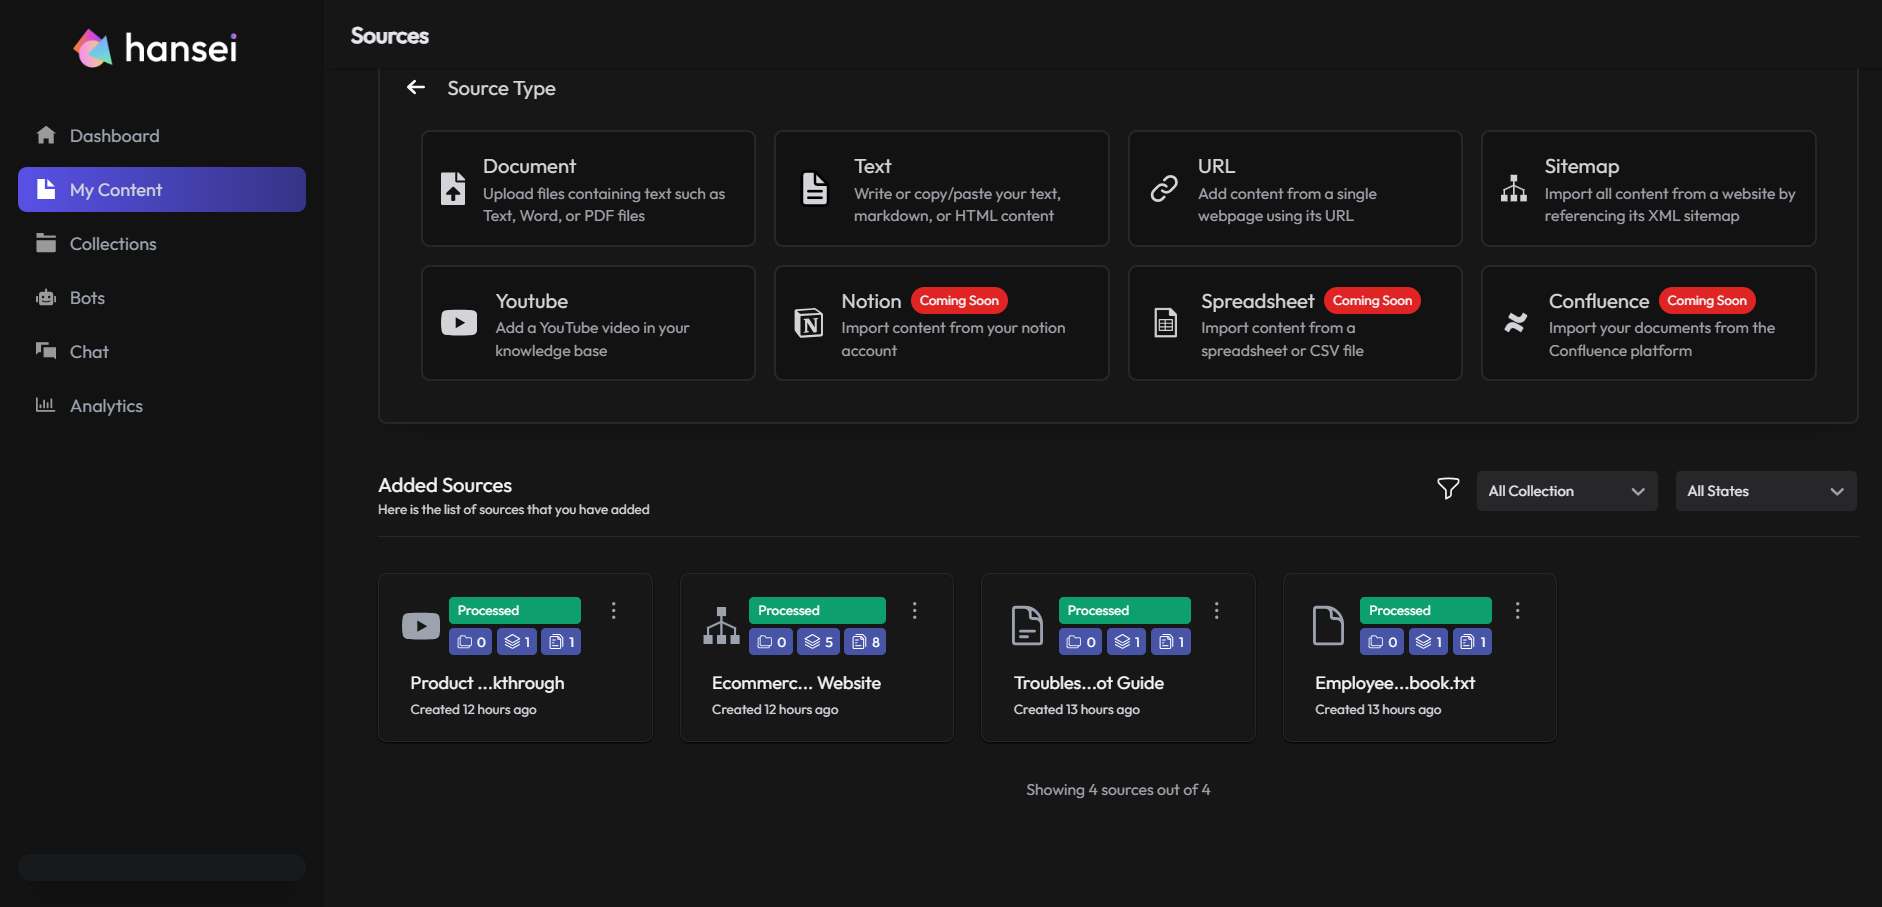 hansei
Dashboard
My Content
Collections
Bots
Chat
Analytics
Sources
Source Type
Document
Upload files containing text such as
Text, Word, or PDF files
Text
Write or copy/paste your text,
markdown, or HTML content
URL
Add content from a single
webpage using its URL
Sitemap
Import all content from a website by
referencing its XML sitemap
Youtube
Add a YouTube video in your
knowledge base
Notion Coming Soon
Import content from your notion
account
Spreadsheet Coming Soon
Import content from a
spreadsheet or CSV file
Confluence Coming Soon
Import your documents from the
Confluence platform
Added Sources
Here is the list of sources that you have added
All Collection
All States
Processed
0 1 1
Product ...kthrough
Created 12 hours ago
Processed
0 5 8
Ecommerc... Website
Created 12 hours ago
Processed
0 1 1
Troubles...ot Guide
Created 13 hours ago
Processed
0 1 1
Employee...book.txt
Created 13 hours ago
Showing 4 sources out of 4